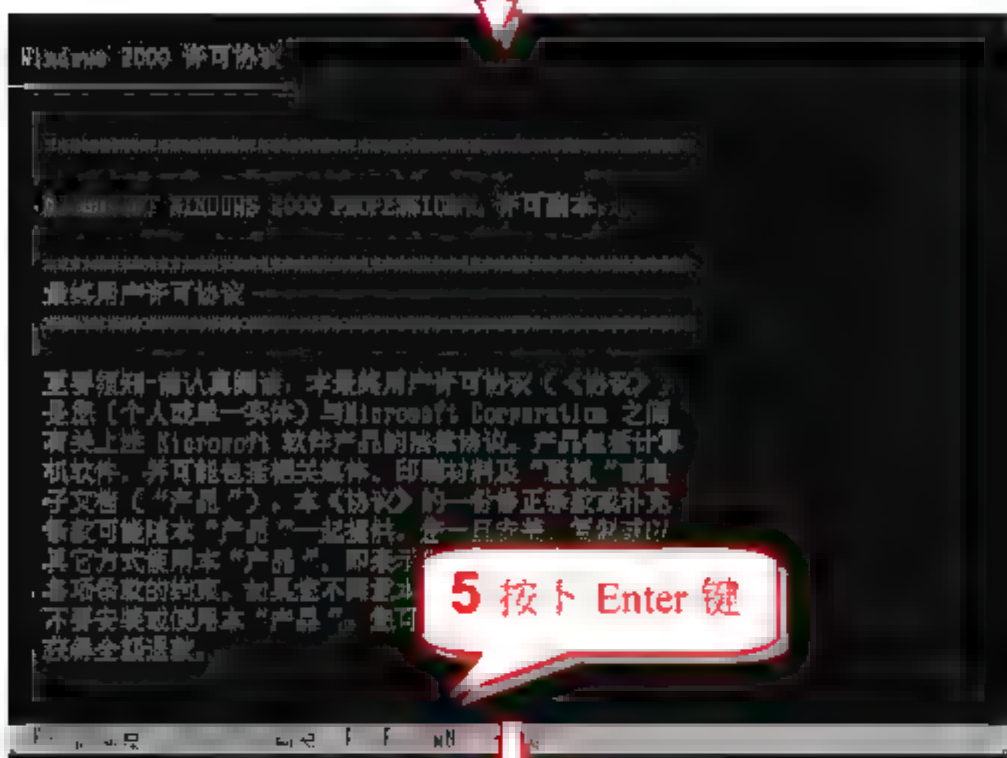 Windows 2000 许可协议
WINDOWS 2000 PROFESSIONAL 许可副本
最终用户许可协议
重要须知-请认真阅读:本最终用户许可协议(《协议》)
是您(个人或单一实体)与Microsoft Corporation 之间
有关上述 Microsoft 软件产品的法律协议。产品包括计算
机软件,并可能包括相关媒体、印刷材料及“联机”或电
子文档(“产品”)。本《协议》的一份修正条款或补充
条款可能随本“产品”一起提供。您一旦安装、复制或以
其它方式使用本“产品”,即表示
各项条款的约束。如果您不同意本
不要安装或使用本“产品”;您可
获得全额退款。
5 按下 Enter 键